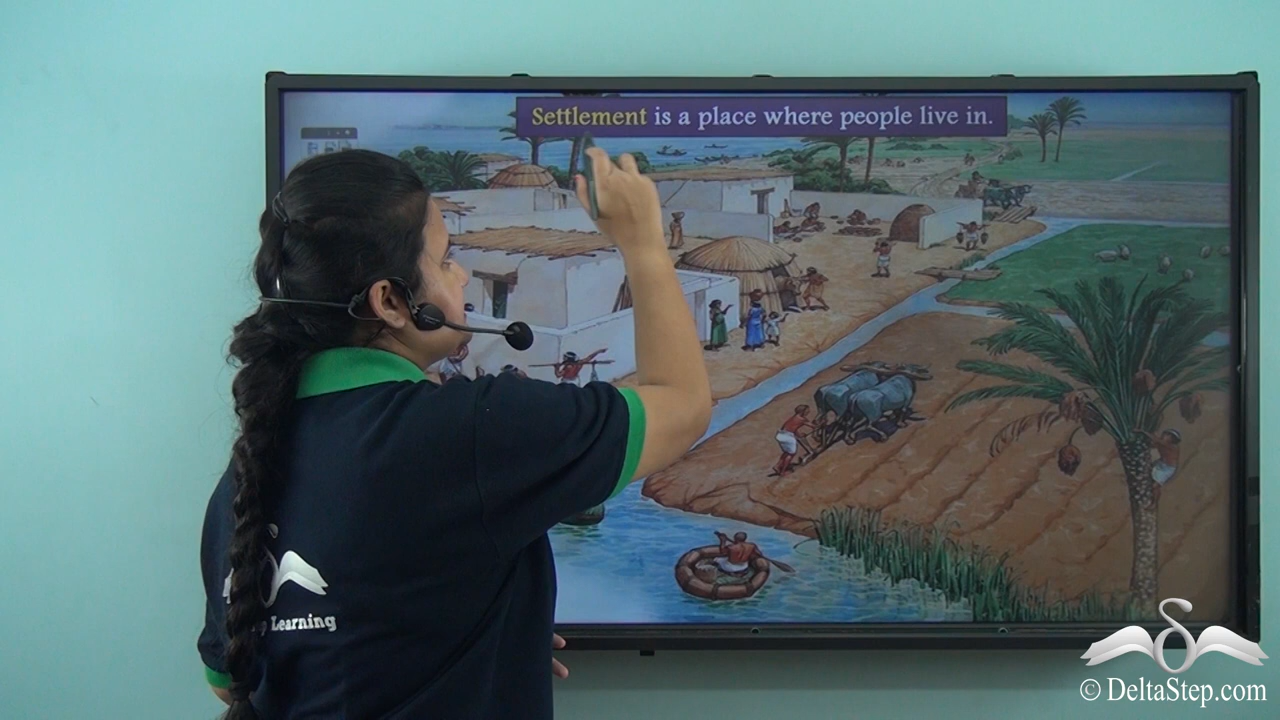 Settlement is a place where people live in.
Learning
© DeltaStep.com